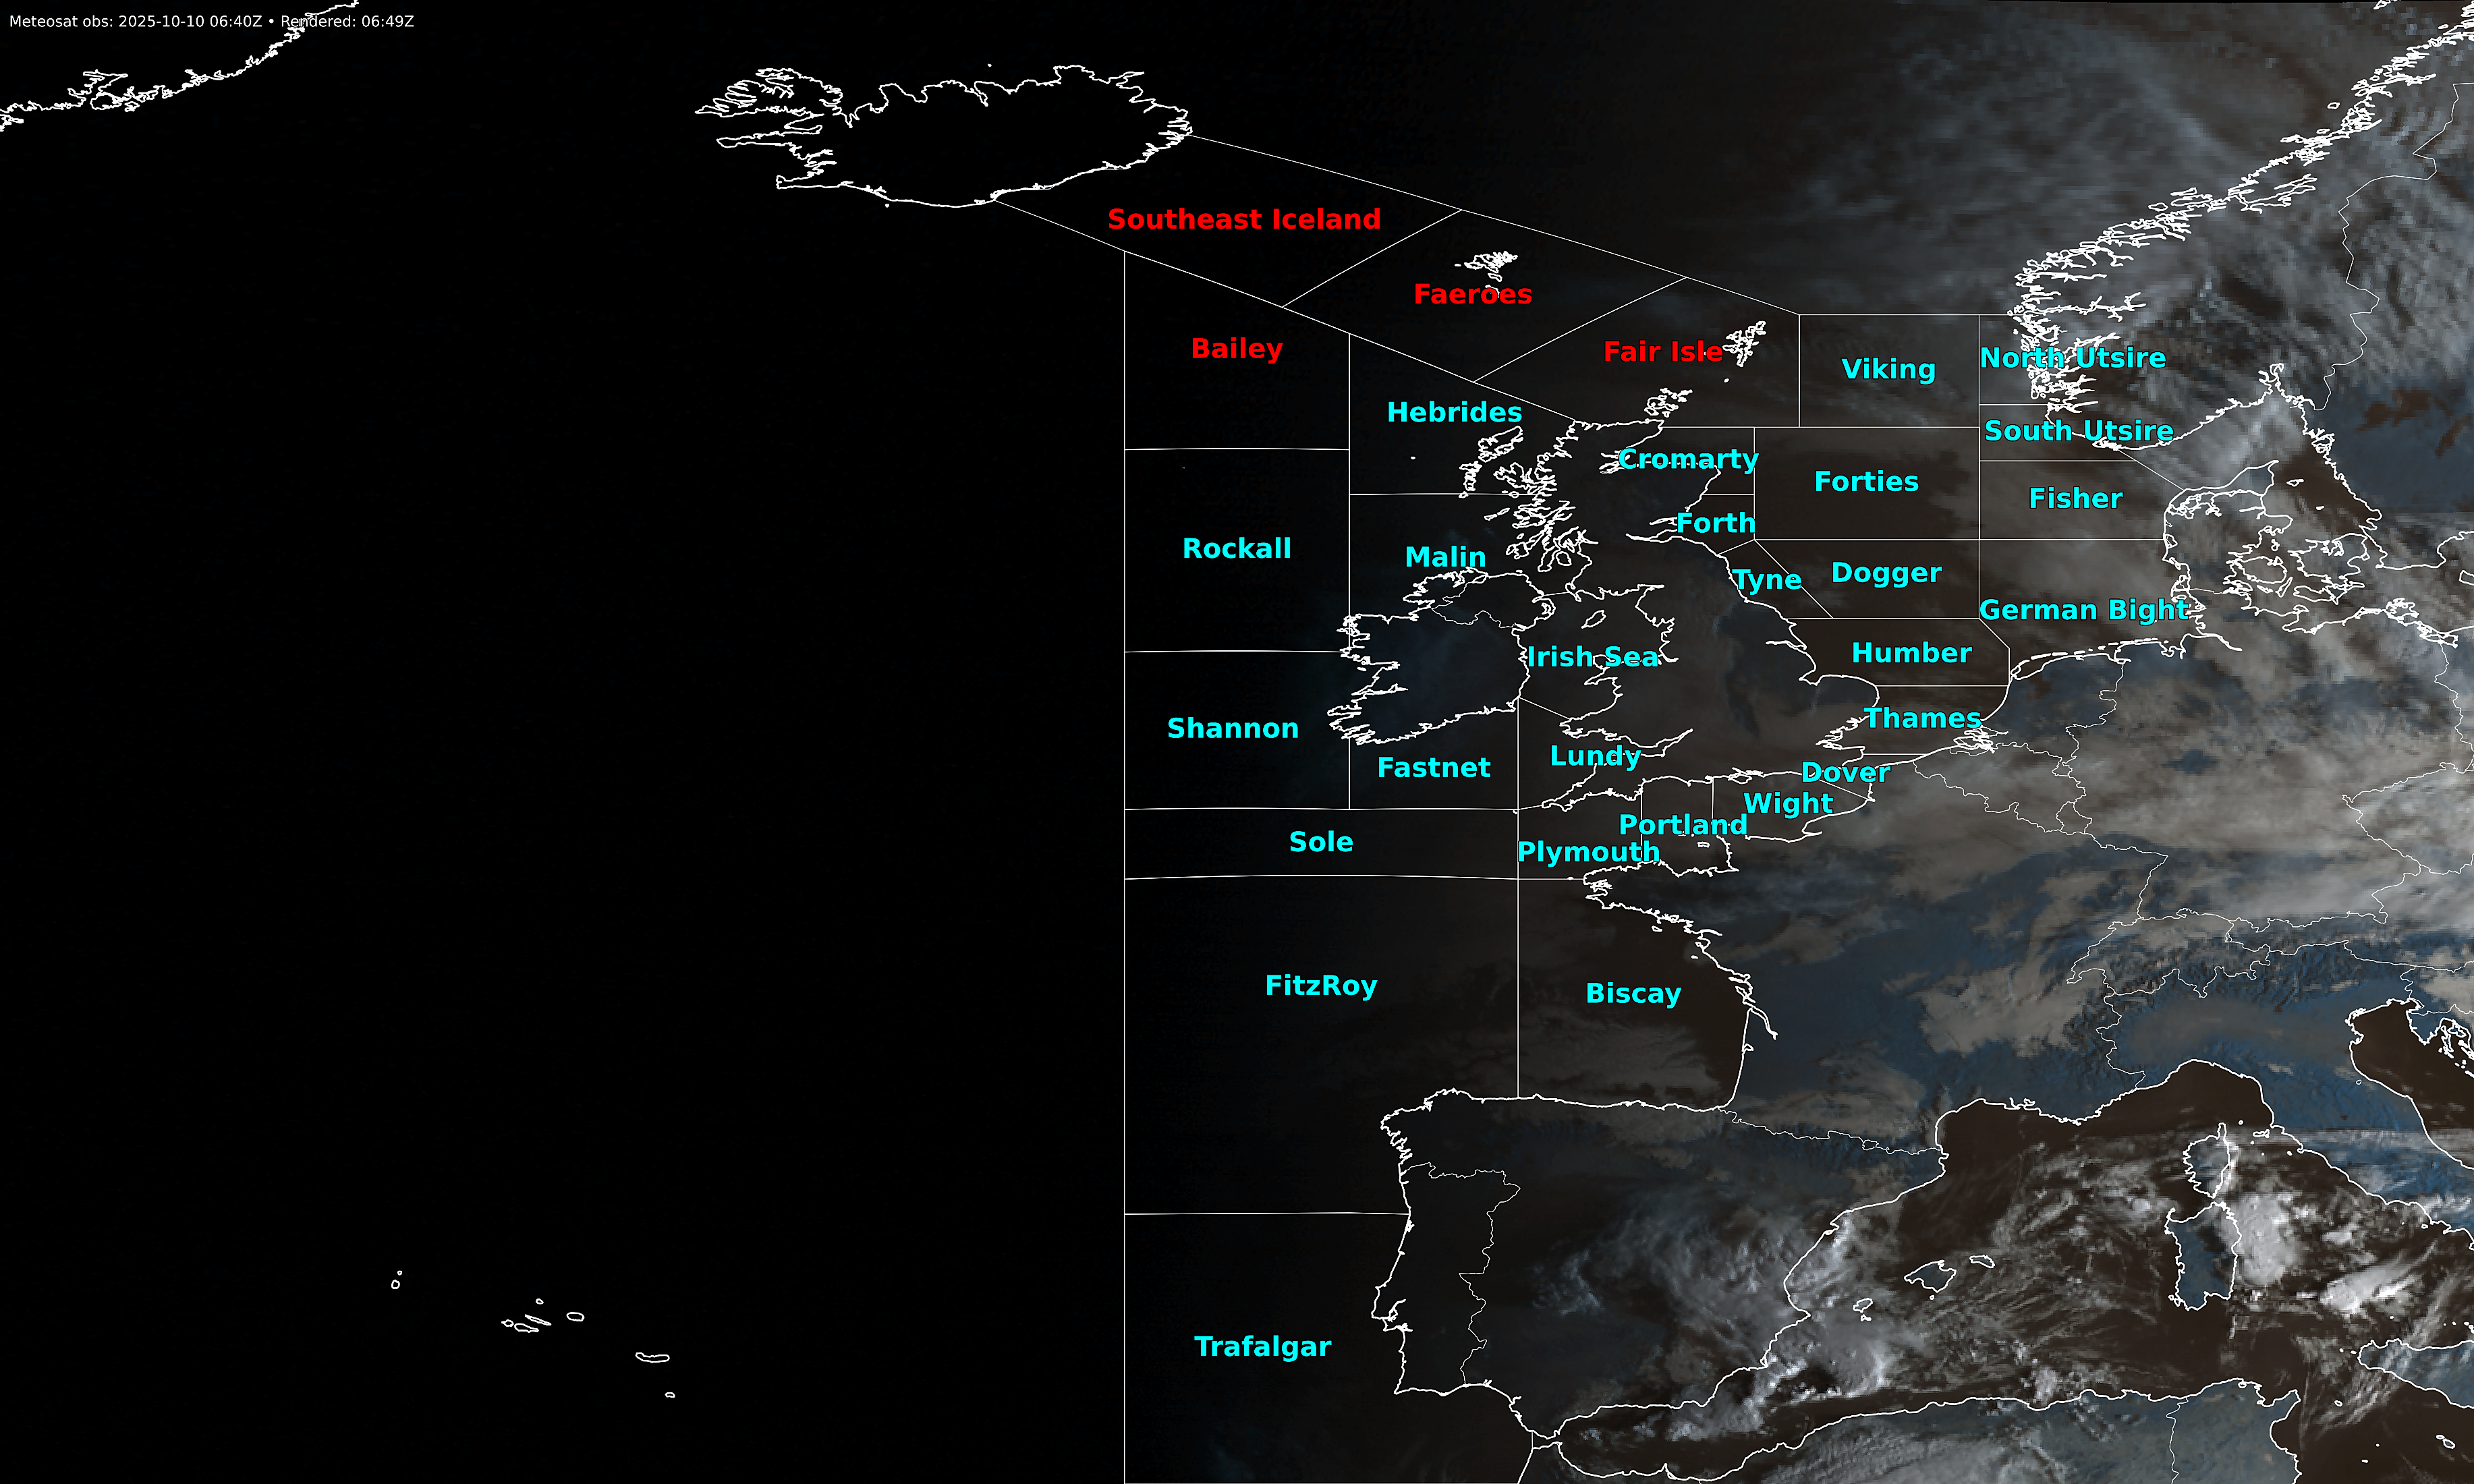 Meteosat obs: 2025-10-10 06:40Z • Rendered: 06:49Z
Southeast Iceland
Faeroes
Bailey
Fair Isle
Viking
North Utsire
Hebrides
South Utsire
Cromarty
Forties
Fisher
Forth
Rockall
Malin
Tyne
Dogger
German Bight
Irish Sea
Humber
Thames
Shannon
Fastnet
Lundy
Dover
Wight
Portland
Sole
Plymouth
FitzRoy
Biscay
Trafalgar